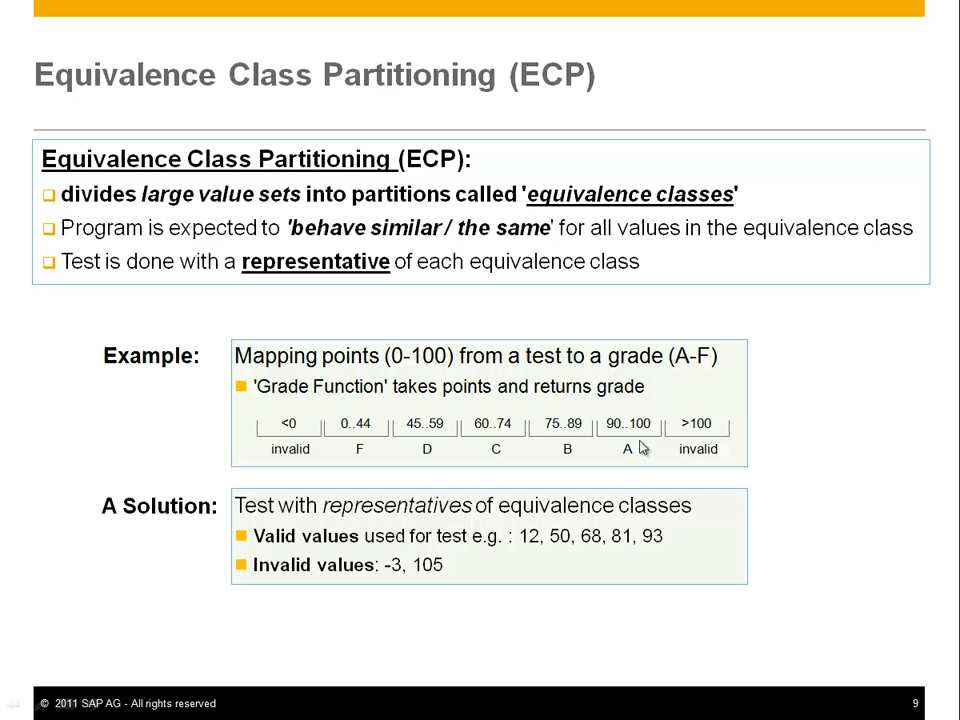 Equivalence Class Partitioning (ECP)
Equivalence Class Partitioning (ECP):
divides large value sets into partitions called 'equivalence classes'
Program is expected to 'behave similar / the same' for all values in the equivalence class
Test is done with a representative of each equivalence class
Example:
Mapping points (0-100) from a test to a grade (A-F)
'Grade Function' takes points and returns grade
<0 0..44 45..59 60..74 75..89 90..100 >100
invalid F D C B A invalid
A Solution:
Test with representatives of equivalence classes
Valid values used for test e.g. : 12, 50, 68, 81, 93
Invalid values: -3, 105
© 2011 SAP AG - All rights reserved
9